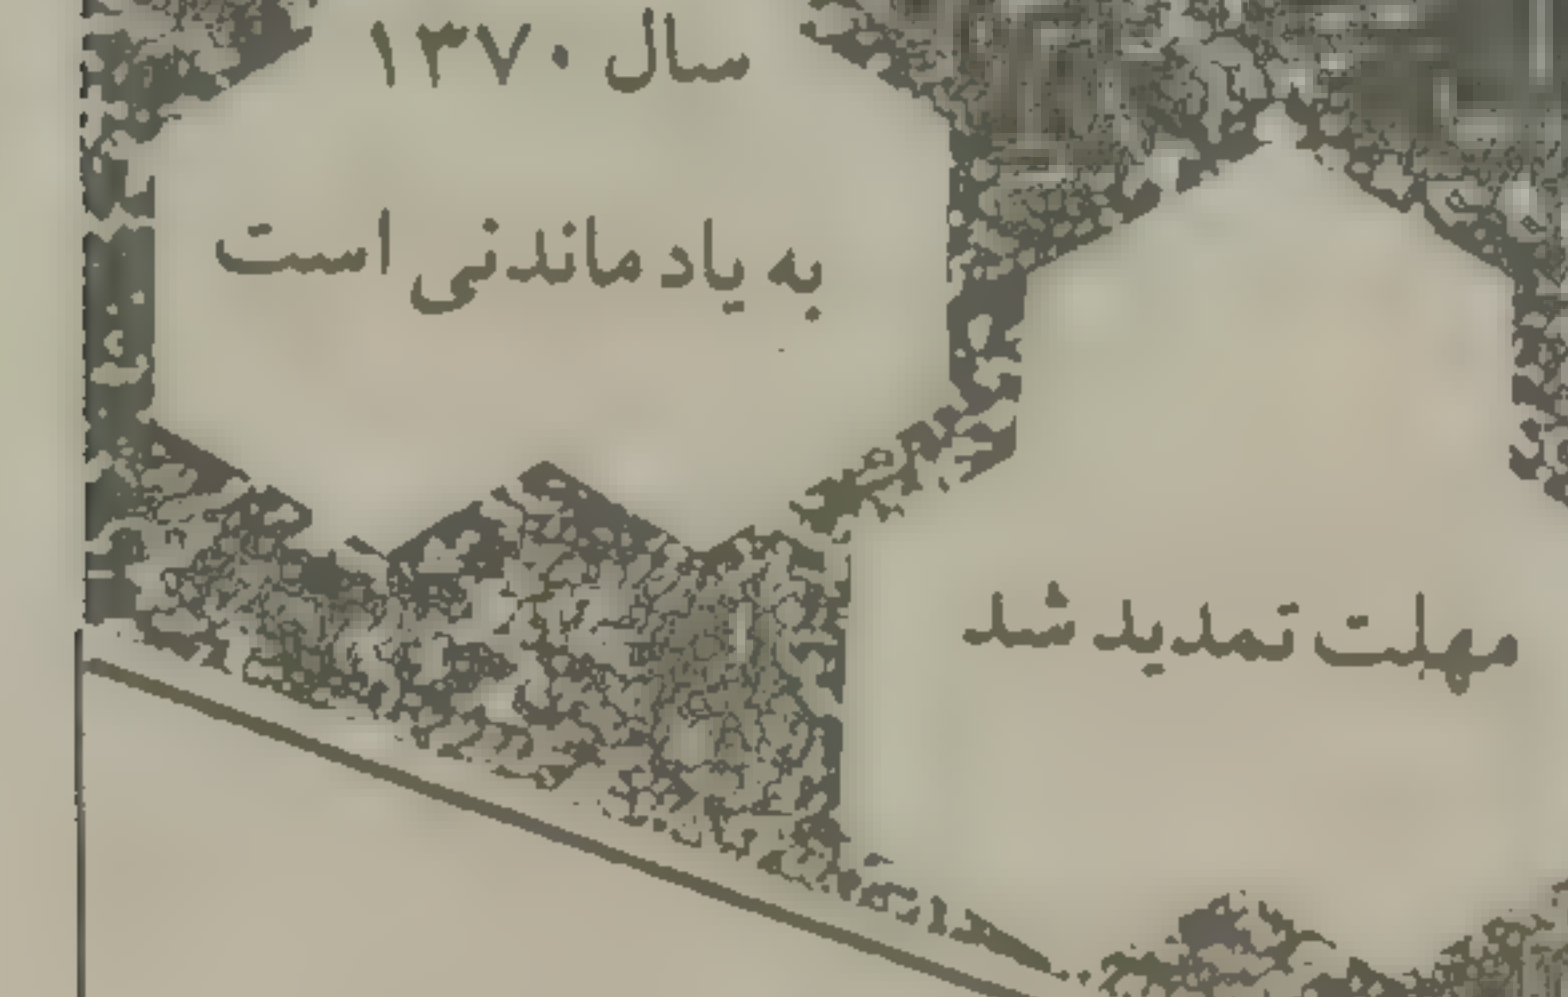 سال ۱۳۷۰
به یاد ماندنی است
مهلت تمدید شد